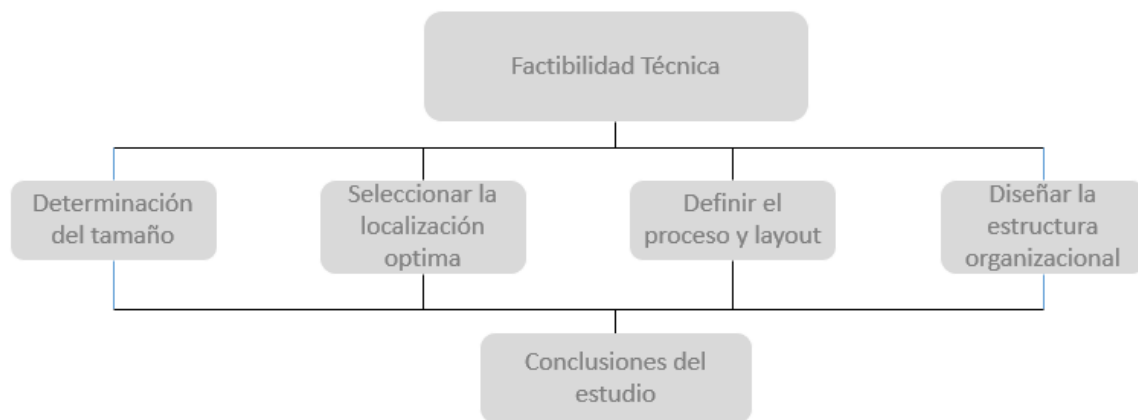 Factibilidad Técnica
Determinación
del tamaño
Seleccionar la
localización
optima
Definir el
proceso y layout
Diseñar la
estructura
organizacional
Conclusiones del
estudio